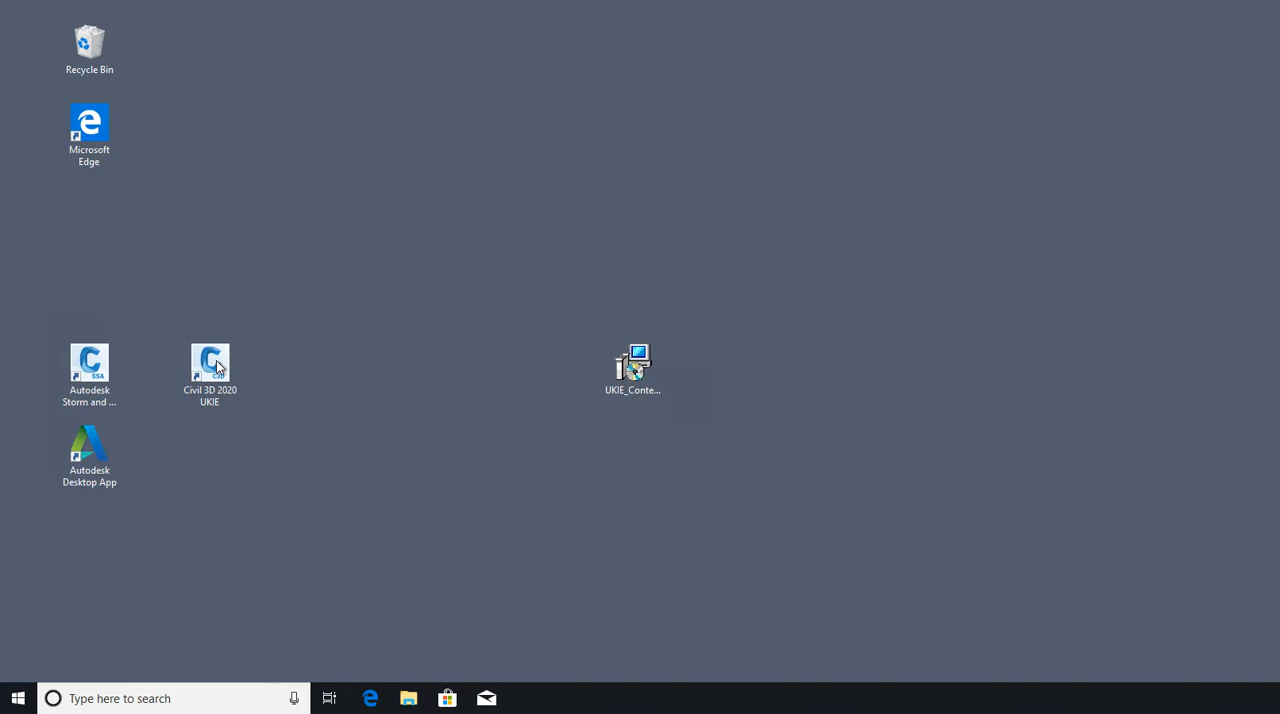 Recycle Bin
Microsoft
Edge
SSA
Autodesk
Storm and ...
Civil 3D 2020
UKIE
UKIE_Conte...
Autodesk
Desktop App
Type here to search